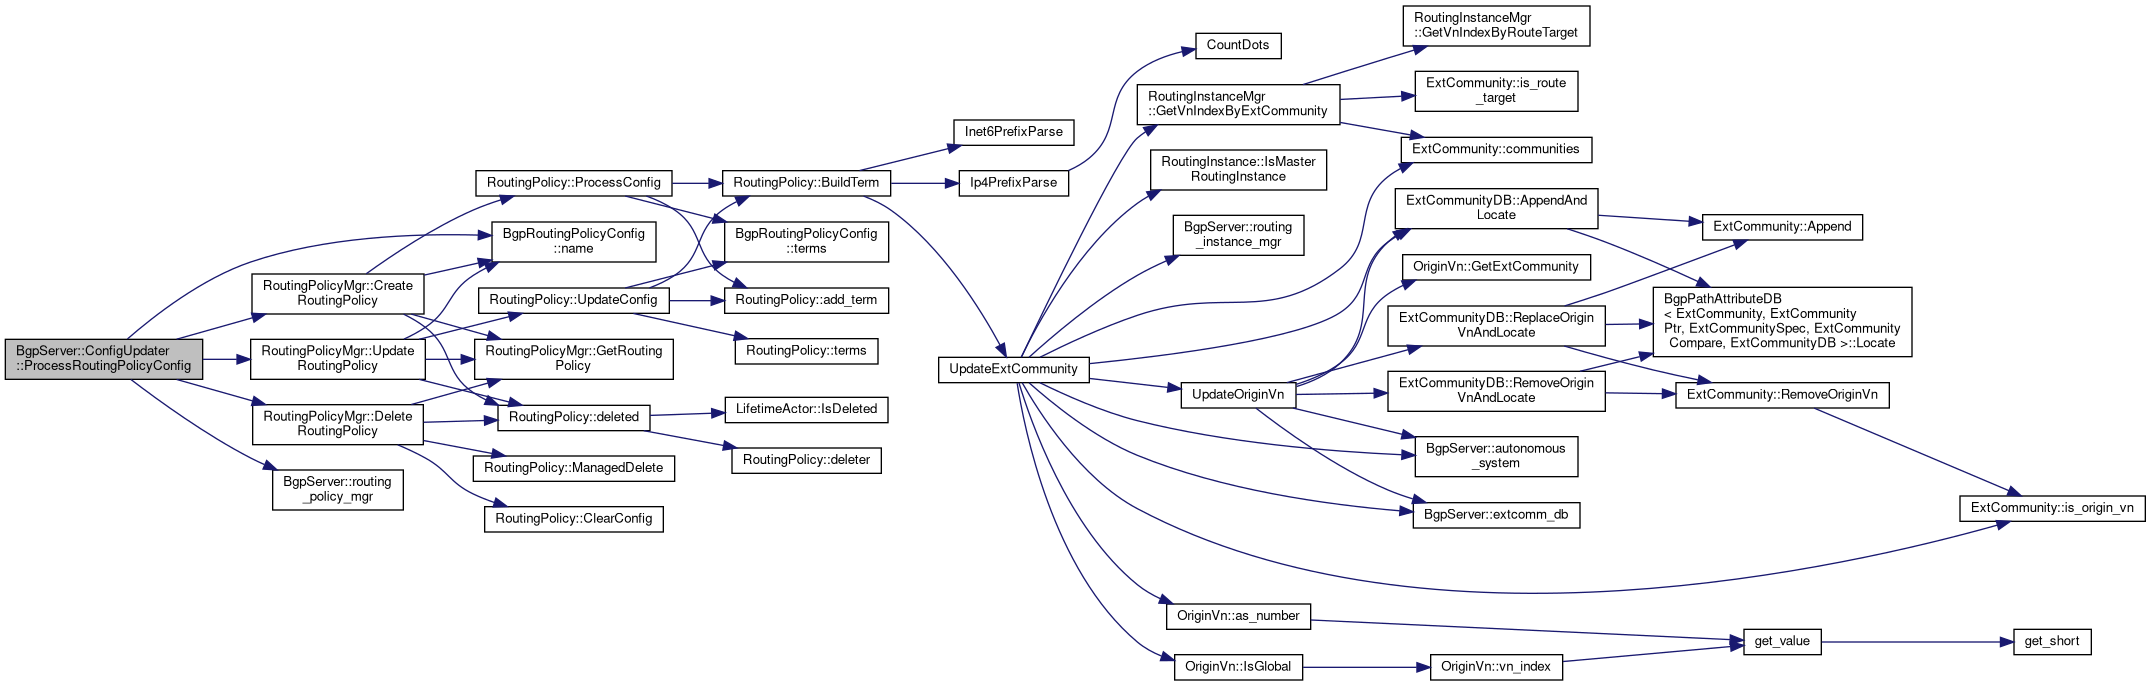 BgpServer::ConfigUpdater
::ProcessRoutingPolicyConfig
BgpRoutingPolicyConfig
::name
RoutingPolicyMgr::Create
RoutingPolicy
RoutingPolicyMgr::Update
RoutingPolicy
RoutingPolicyMgr::Delete
RoutingPolicy
BgpServer::routing
_policy_mgr
RoutingPolicy::ProcessConfig
RoutingPolicy::UpdateConfig
RoutingPolicyMgr::GetRouting
Policy
RoutingPolicy::deleted
RoutingPolicy::ManagedDelete
RoutingPolicy::ClearConfig
RoutingPolicy::BuildTerm
BgpRoutingPolicyConfig
::terms
RoutingPolicy::add_term
RoutingPolicy::terms
LifetimeActor::IsDeleted
RoutingPolicy::deleter
Inet6PrefixParse
Ip4PrefixParse
UpdateExtCommunity
CountDots
RoutingInstanceMgr
::GetVnIndexByExtCommunity
RoutingInstance::IsMaster
RoutingInstance
BgpServer::routing
_instance_mgr
UpdateOriginVn
OriginVn::as_number
OriginVn::IsGlobal
RoutingInstanceMgr
::GetVnIndexByRouteTarget
ExtCommunity::is_route
_target
ExtCommunity::communities
ExtCommunityDB::AppendAnd
Locate
OriginVn::GetExtCommunity
ExtCommunityDB::ReplaceOrigin
VnAndLocate
ExtCommunityDB::RemoveOrigin
VnAndLocate
BgpServer::autonomous
_system
BgpServer::extcomm_db
OriginVn::vn_index
ExtCommunity::Append
BgpPathAttributeDB
< ExtCommunity, ExtCommunity
Ptr, ExtCommunitySpec, ExtCommunity
Compare, ExtCommunityDB >::Locate
ExtCommunity::RemoveOriginVn
get_value
ExtCommunity::is_origin_vn
get_short